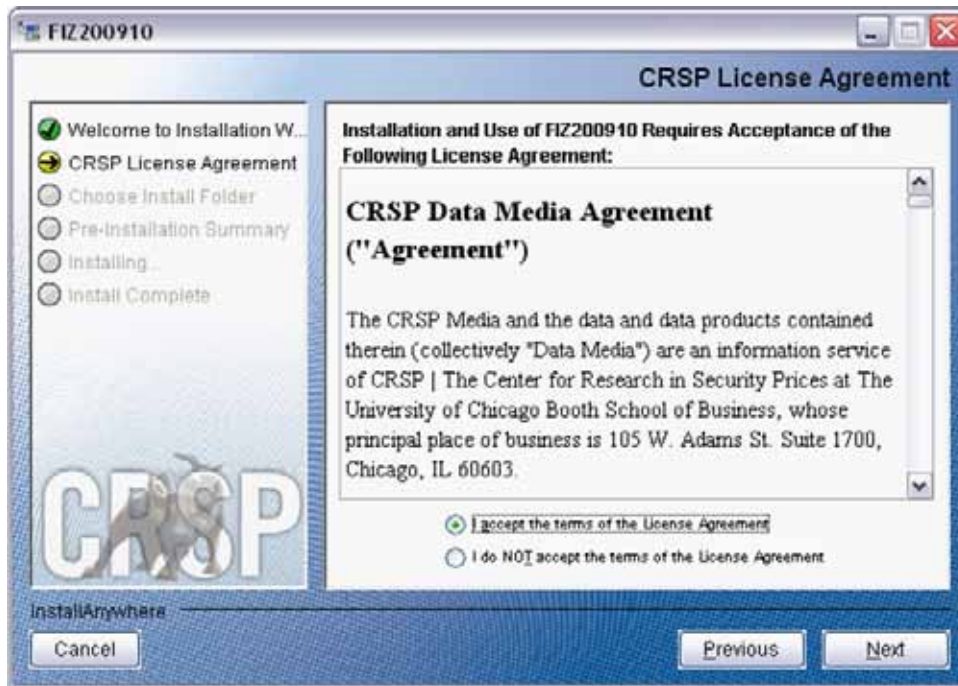 FIZ200910
CRSP License Agreement
Welcome to Installation W...
CRSP License Agreement
Choose Install Folder
Pre-Installation Summary
Installing...
Install Complete
CRSP
Installation and Use of FIZ200910 Requires Acceptance of the
Following License Agreement:
CRSP Data Media Agreement
("Agreement")
The CRSP Media and the data and data products contained
therein (collectively "Data Media") are an information service
of CRSP | The Center for Research in Security Prices at The
University of Chicago Booth School of Business, whose
principal place of business is 105 W. Adams St. Suite 1700,
Chicago, IL 60603.
I accept the terms of the License Agreement
I do NOT accept the terms of the License Agreement
InstallAnywhere
Cancel
Previous
Next